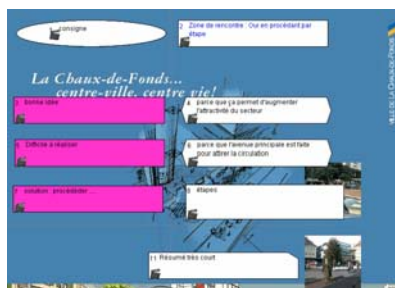 consigne
2 Zone de rencontre : Oui en procédant par
étape
La Chaux-de-Fonds...
centre-ville, centre vie!
3 Bonne idée
4 parce que ça permet d'augmenter
l'attractivité du secteur
5 Difficile à réaliser
6 parce que l'avenue principale est faite
pour attirer la circulation
7 solution : procéder ...
8 étapes
11 Résumé très court
VILLE DE LA CHAUX-DE-FONDS